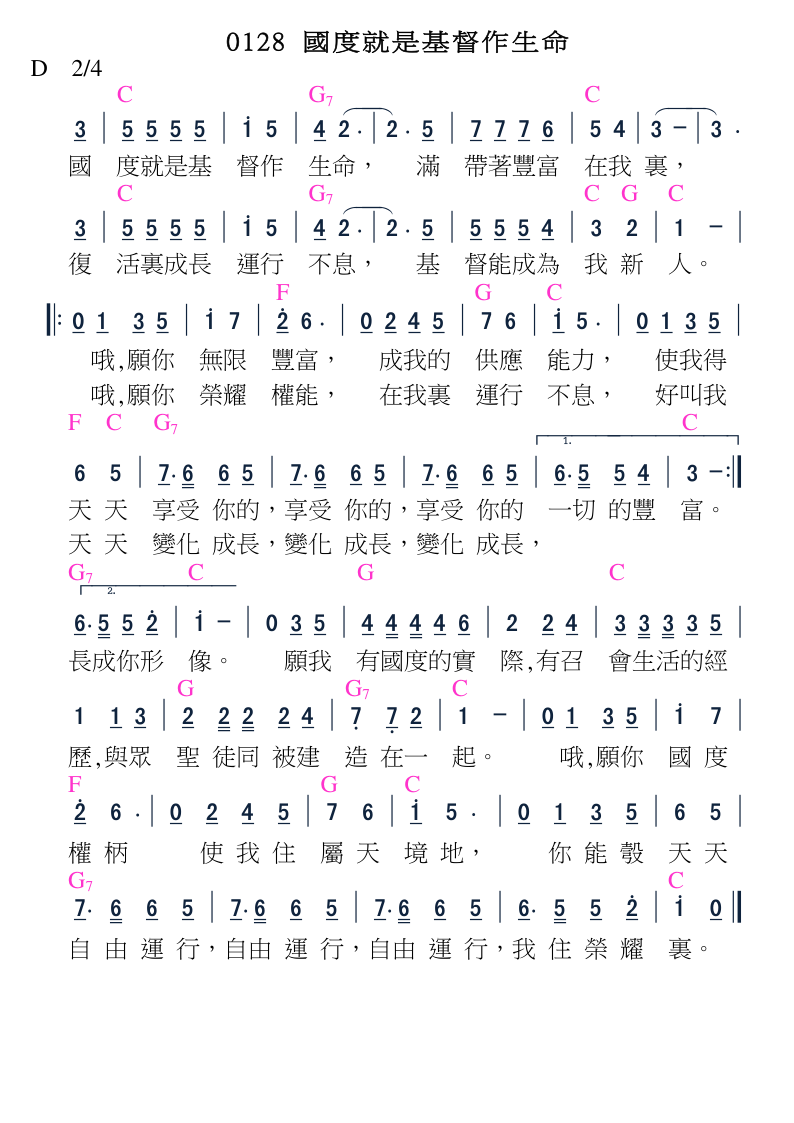 0128 國度就是基督作生命
D 2/4
C G7 C
3 | 5 5 5 5 | i 5 | 4 2 . | 2 . 5 | 7 7 7 6 | 5 4 | 3 － | 3 .
國 度就是基 督作 生命， 滿 帶著豐富 在我 裏，
C G7 C G C
3 | 5 5 5 5 | i 5 | 4 2 . | 2 . 5 | 5 5 5 4 | 3 2 | 1 － |
復 活裏成長 運行 不息， 基 督能成為 我 新 人。
F G C
|: 0 1 3 5 | i 7 | 2 6 . | 0 2 4 5 | 7 6 | i 5 . | 0 1 3 5 |
哦,願你 無限 豐富， 成我的 供應 能力， 使我得
哦,願你 榮耀 權能， 在我裏 運行 不息， 好叫我
F C G7 C
1.
6 5 | 7 . 6 6 5 | 7 . 6 6 5 | 7 . 6 6 5 | 6 . 5 5 4 | 3 － :|
天 天 享受 你的，享受 你的，享受 你的 一切 的豐 富。
天 天 變化 成長，變化 成長，變化 成長，
G7 C G C
2.
6 . 5 5 2 | i － | 0 3 5 | 4 4 4 4 6 | 2 2 4 | 3 3 3 3 5 |
長成你形 像。 願我 有國度的實 際,有召 會生活的經
G G7 C
1 1 3 | 2 2 2 2 4 | 7 7 2 | 1 － | 0 1 3 5 | i 7 |
歷,與眾 聖 徒同 被建 造 在一 起。 哦,願你 國 度
F G C
2 6 . | 0 2 4 5 | 7 6 | i 5 . | 0 1 3 5 | 6 5 |
權 柄 使 我 住 屬 天 境 地， 你 能 彀 天 天
G7 C
7 . 6 6 5 | 7 . 6 6 5 | 7 . 6 6 5 | 6 . 5 5 2 | i 0 ||
自 由 運 行，自由 運 行，自由 運 行，我 住 榮 耀 裏。